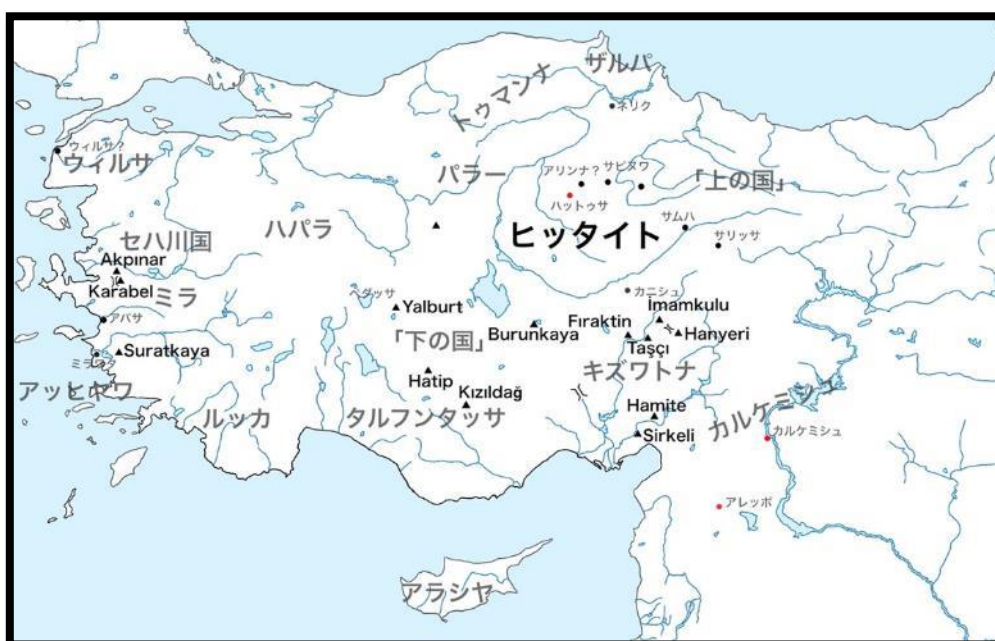 ザルパ
トゥマンナ
ネリク
ウィルサ？
ウィルサ
パラー
アリンナ？
サピヌワ
「上の国」
ハットゥサ
ハパラ
ヒッタイト
サムハ
サリッサ
セハ川国
Akpınar
Karabel
ミラ
カニシュ
İmamkulu
Yalburt
アパサ
「下の国」
Burunkaya
Fıraktin
Hanyeri
Taşçı
Suratkaya
キズワトナ
アッヒヤワ
Hatip
Kızıldağ
ルッカ
タルフンタッサ
Hamite
Sirkeli
カルケミシュ
カルケミシュ
アレッポ
アラシヤ